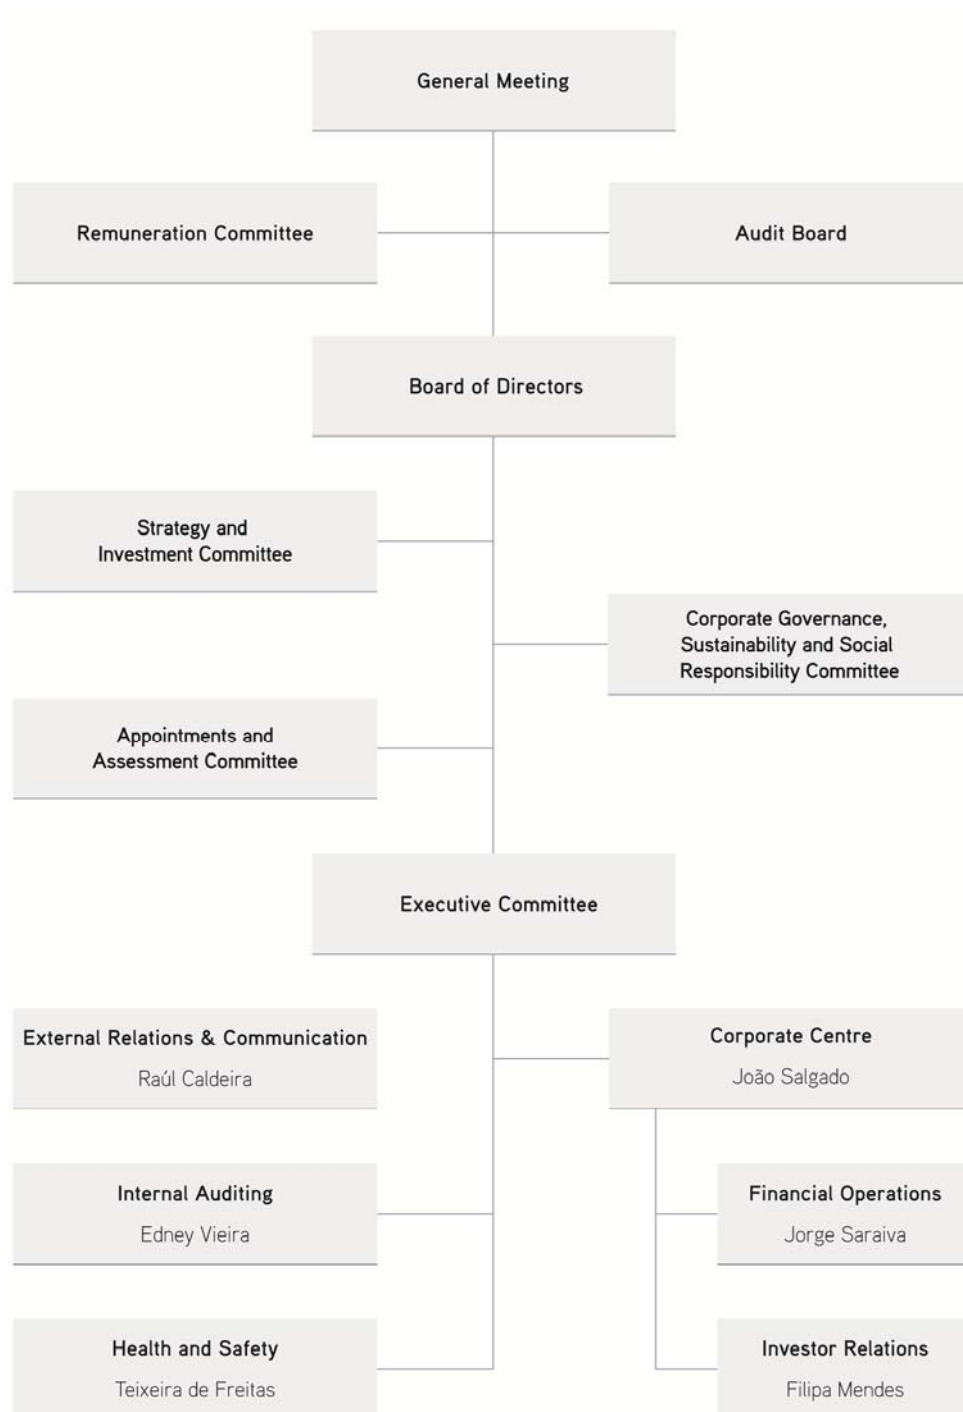 General Meeting
Remuneration Committee
Audit Board
Board of Directors
Strategy and
Investment Committee
Corporate Governance,
Sustainability and Social
Responsibility Committee
Appointments and
Assessment Committee
Executive Committee
External Relations & Communication
Raúl Caldeira
Corporate Centre
João Salgado
Internal Auditing
Edney Vieira
Financial Operations
Jorge Saraiva
Health and Safety
Teixeira de Freitas
Investor Relations
Filipa Mendes